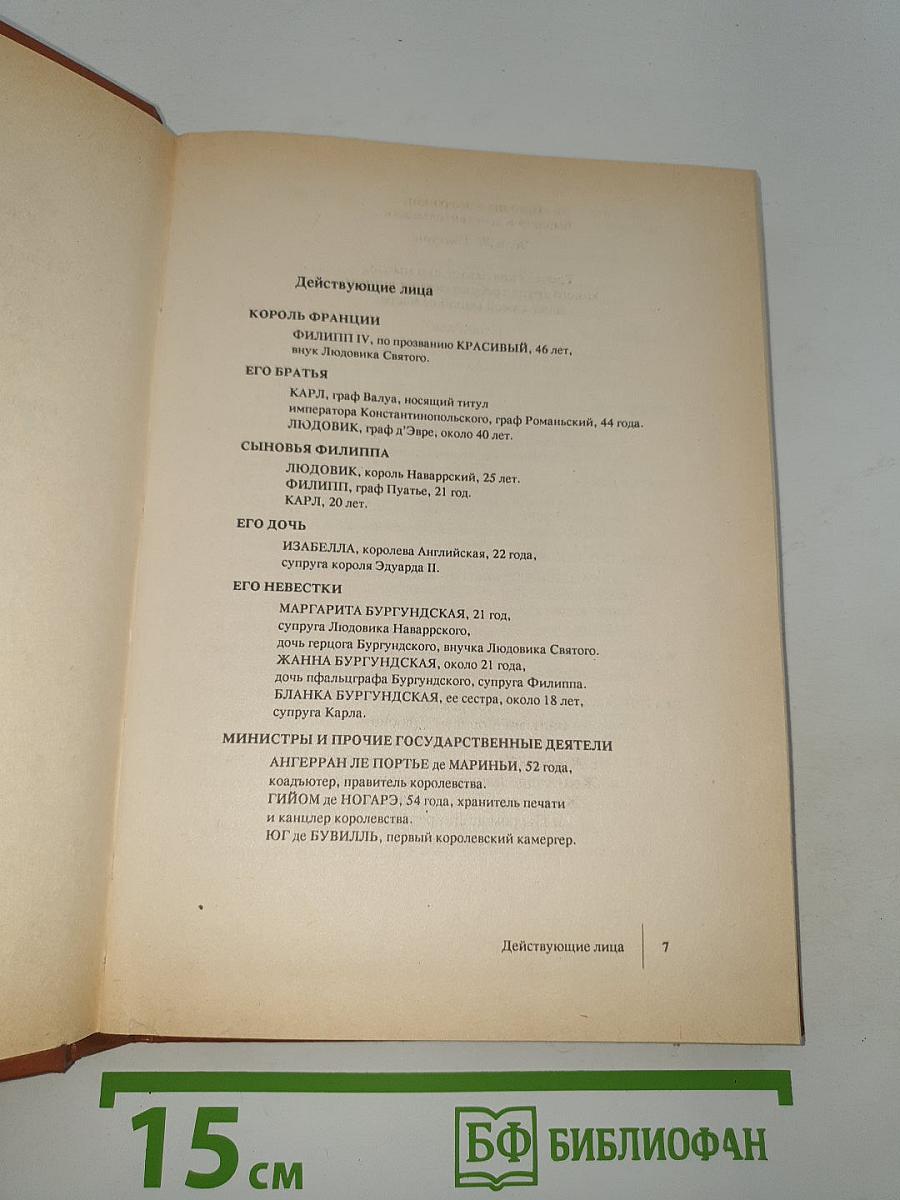 Действующие лица
КОРОЛЬ ФРАНЦИИ
ФИЛИПП IV, по прозванию КРАСИВЫЙ, 46 лет,
внук Людовика Святого.
ЕГО БРАТЬЯ
КАРЛ, граф Валуа, носящий титул
императора Константинопольского, граф Романьский, 44 года.
ЛЮДОВИК, граф д’Эвре, около 40 лет.
СЫНОВЬЯ ФИЛИППА
ЛЮДОВИК, король Наваррский, 25 лет.
ФИЛИПП, граф Пуатье, 21 год.
КАРЛ, 20 лет.
ЕГО ДОЧЬ
ИЗАБЕЛЛА, королева Английская, 22 года,
супруга короля Эдуарда II.
ЕГО НЕВЕСТКИ
МАРГАРИТА БУРГУНДСКАЯ, 21 год,
супруга Людовика Наваррского,
дочь герцога Бургундского, внучка Людовика Святого.
ЖАННА БУРГУНДСКАЯ, около 21 года,
дочь пфальцграфа Бургундского, супруга Филиппа.
БЛАНКА БУРГУНДСКАЯ, ее сестра, около 18 лет,
супруга Карла.
МИНИСТРЫ И ПРОЧИЕ ГОСУДАРСТВЕННЫЕ ДЕЯТЕЛИ
АНГЕРРАН ЛЕ ПОРТЬЕ де МАРИНЬИ, 52 года,
коадъютер, правитель королевства.
ГИЙОМ де НОГАРЭ, 54 года, хранитель печати
и канцлер королевства.
ЮГ де БУВИЛЛЬ, первый королевский камергер.
Действующие лица 7
15 см БФ БИБЛИОФАН